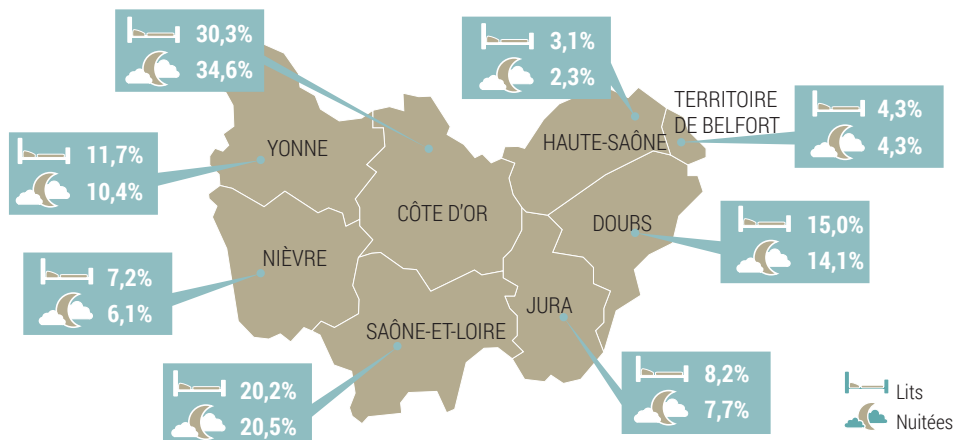 30,3%
34,6%
3,1%
2,3%
TERRITOIRE
DE BELFORT
4,3%
4,3%
HAUTE-SAÔNE
11,7%
10,4%
YONNE
CÔTE D'OR
DOURS
15,0%
14,1%
7,2%
6,1%
NIÈVRE
JURA
SAÔNE-ET-LOIRE
20,2%
20,5%
8,2%
7,7%
Lits
Nuitées